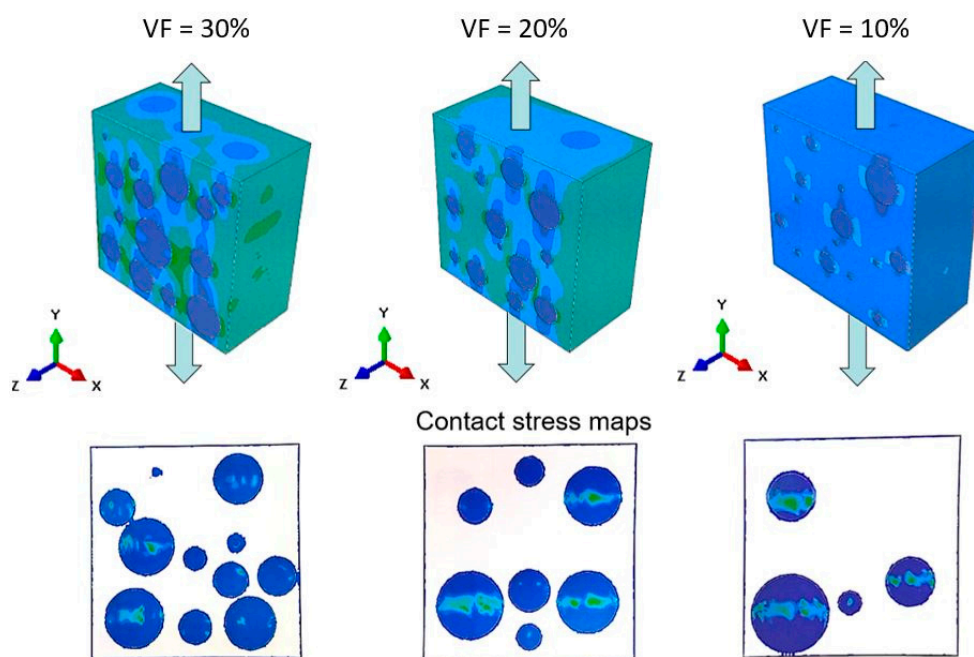 VF = 30%
VF = 20%
VF = 10%
Y
Z
X
Y
Z
X
Y
Z
X
Contact stress maps